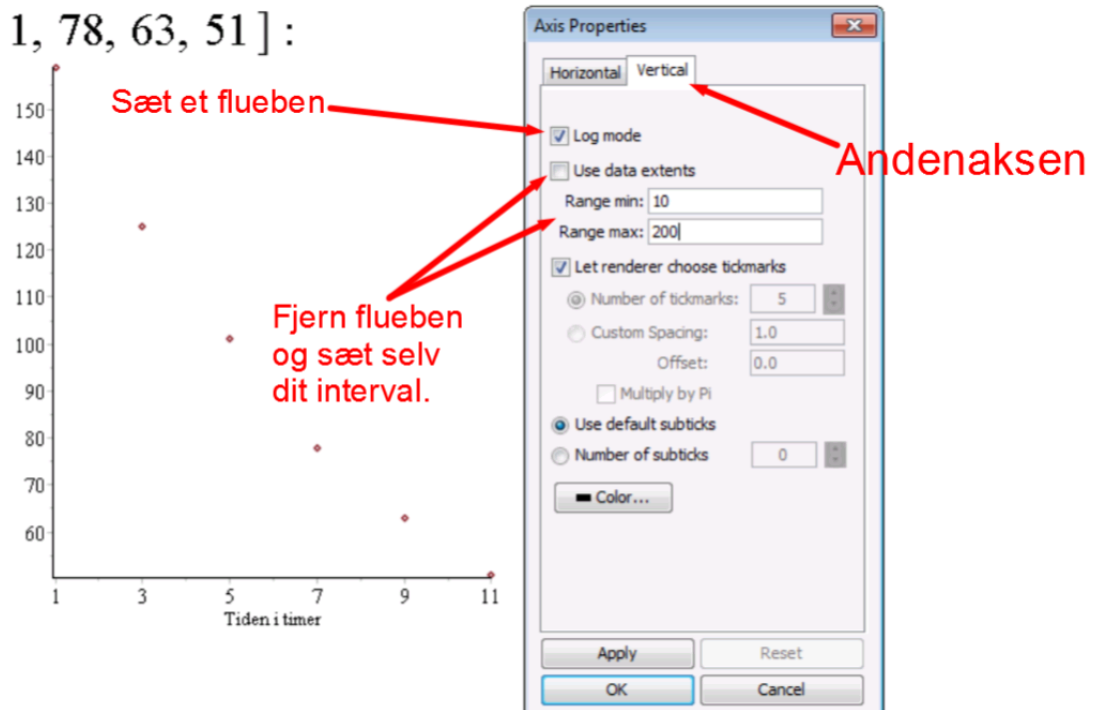 1, 78, 63, 51 ] :
150
140
130
120
110
100
90
80
70
60
1 3 5 7 9 11
Tiden i timer
Sæt et flueben
Fjern flueben
og sæt selv
dit interval.
Andenaksen
Axis Properties
Horizontal Vertical
Log mode
Use data extents
Range min: 10
Range max: 200
Let renderer choose tickmarks
Number of tickmarks: 5
Custom Spacing: 1.0
Offset: 0.0
Multiply by Pi
Use default subticks
Number of subticks 0
Color...
Apply Reset
OK Cancel